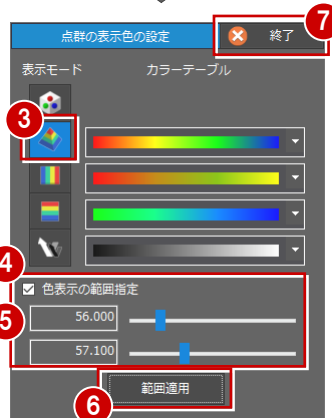 点群の表示色の設定 終了 7
表示モード カラーテーブル
3
4
色表示の範囲指定
5 56.000
57.100
範囲適用
6